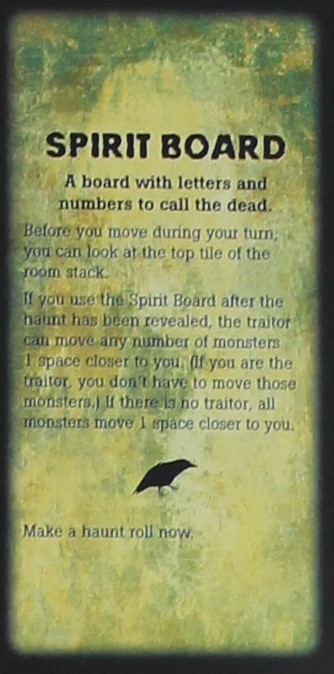 SPIRIT BOARD
A board with letters and
numbers to call the dead.
Before you move during your turn,
you can look at the top tile of the
room stack.
If you use the Spirit Board after the
haunt has been revealed, the traitor
can move any number of monsters
1 space closer to you. (If you are the
traitor, you don't have to move those
monsters.) If there is no traitor, all
monsters move 1 space closer to you.
Make a haunt roll now.